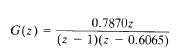 G(z) = 0.7870z / (z − 1)(z − 0.6065)